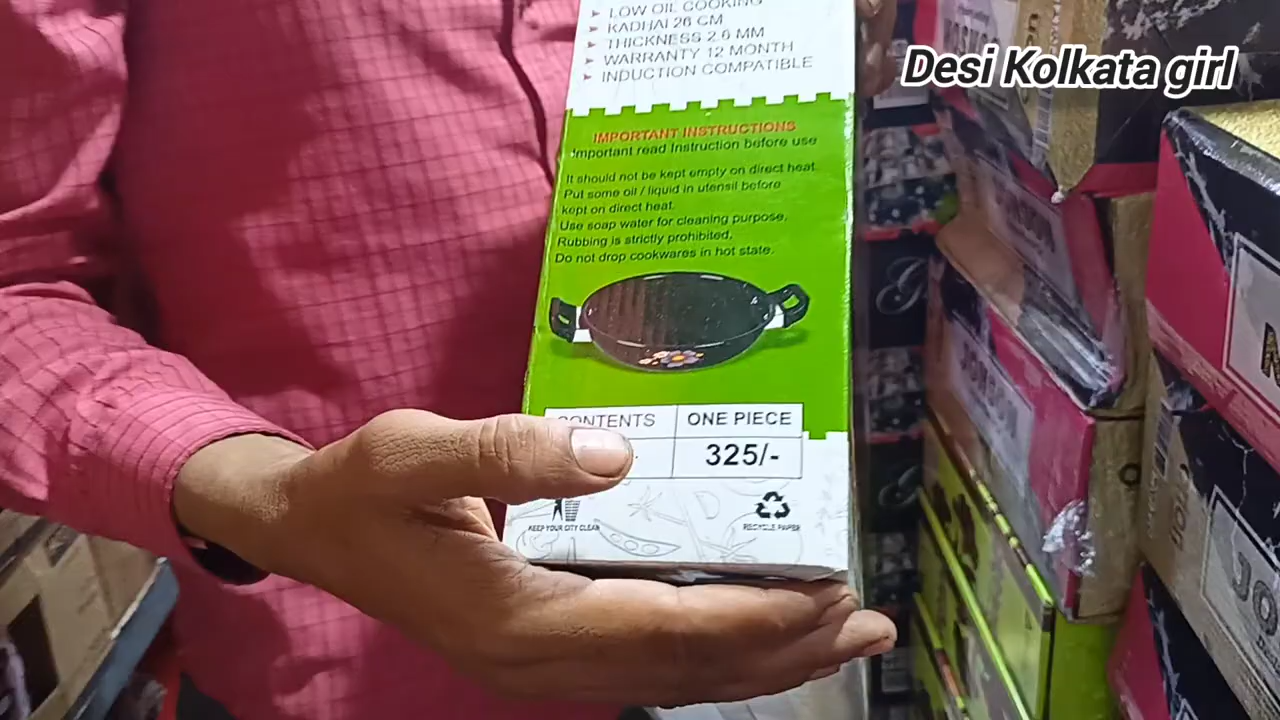 Desi Kolkata girl
LOW OIL COOKING
KADHAI 26 CM
THICKNESS 2.6 MM
WARRANTY 12 MONTH
INDUCTION COMPATIBLE
IMPORTANT INSTRUCTIONS
Important read Instruction before use
It should not be kept empty on direct heat.
Put some oil / liquid in utensil before
kept on direct heat.
Use soap water for cleaning purpose.
Rubbing is strictly prohibited.
Do not drop cookwares in hot state.
CONTENTS ONE PIECE
325/-
KEEP YOUR CITY CLEAN
RECYCLE PAPER